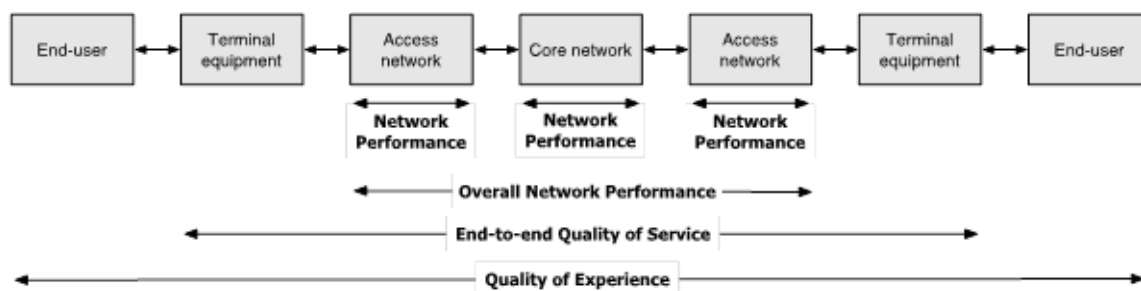 End-user
Terminal
equipment
Access
network
Core network
Access
network
Terminal
equipment
End-user
Network
Performance
Network
Performance
Network
Performance
Overall Network Performance
End-to-end Quality of Service
Quality of Experience